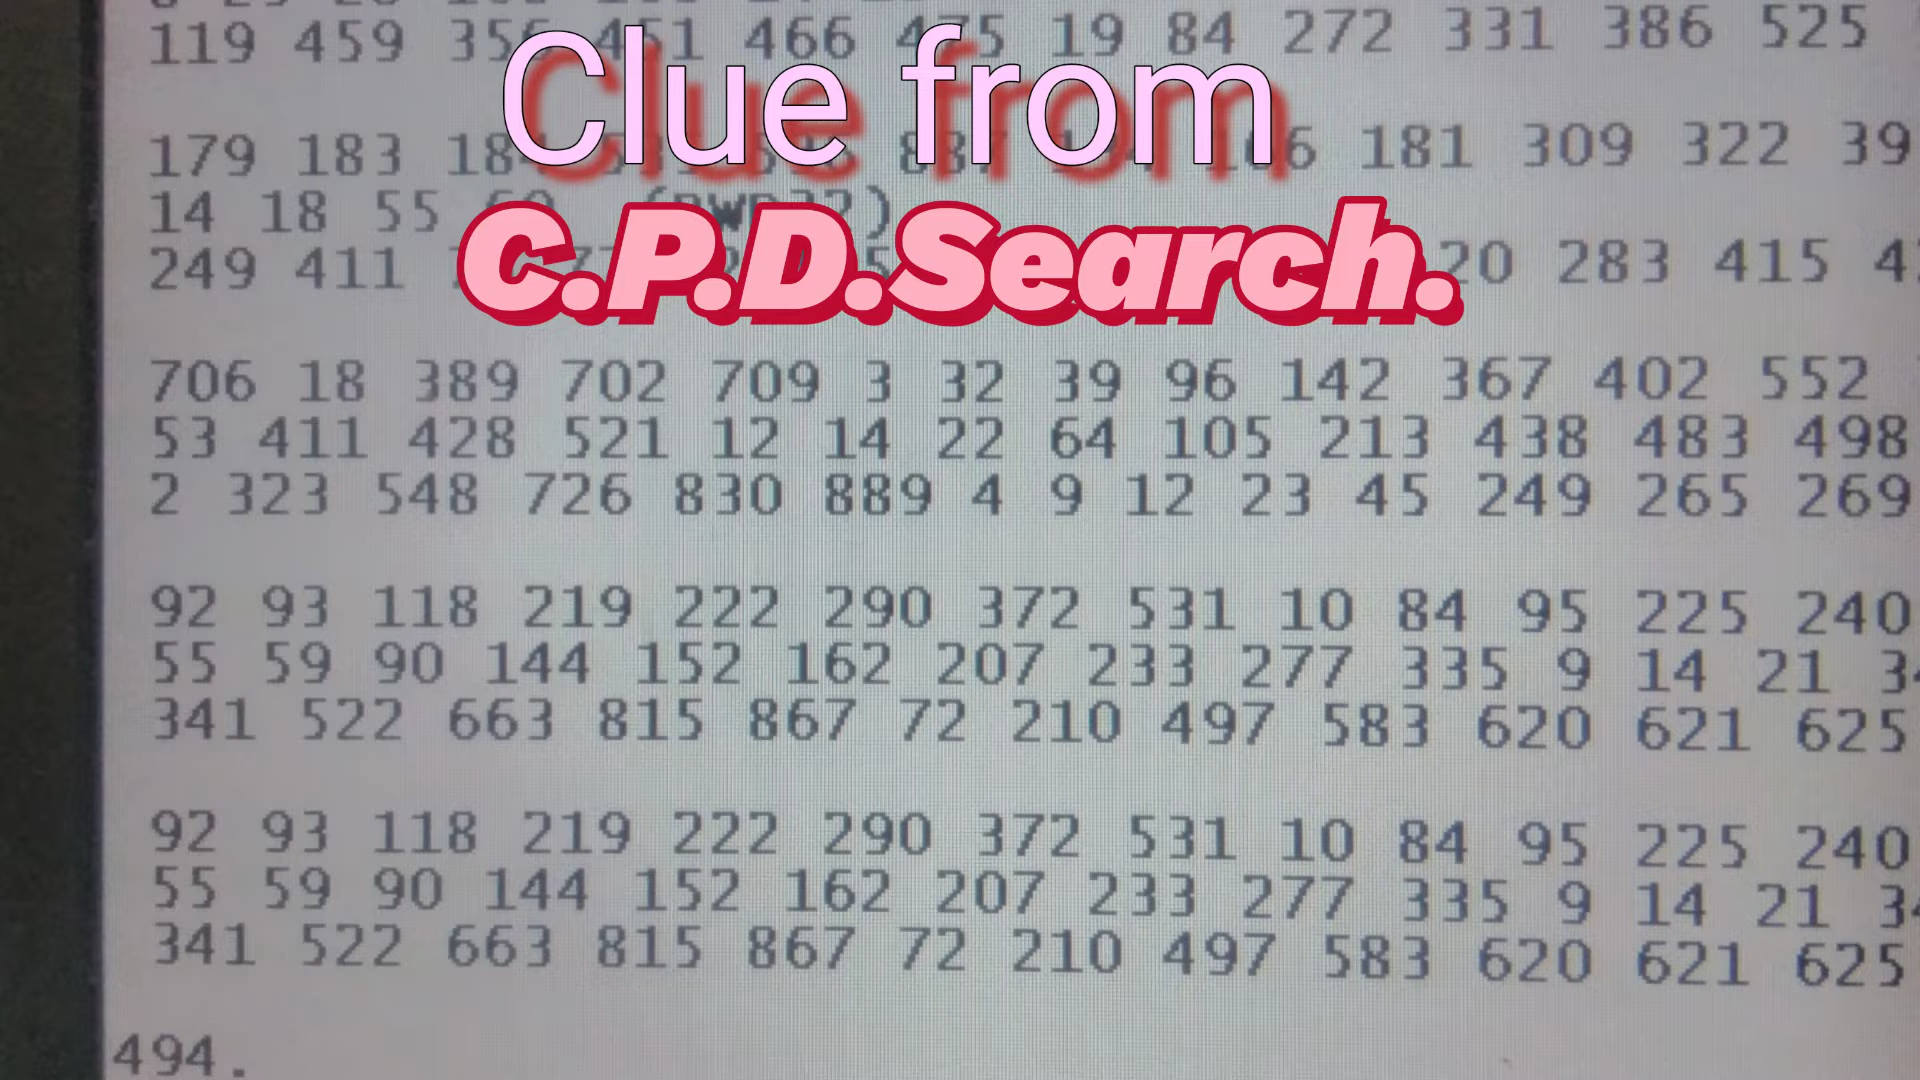 119 459 356 451 466 475 19 84 272 331 386 525
Clue from
179 183 184 887 181 309 322 39
14 18 55 60
C.P.D.Search.
249 411 20 283 415
706 18 389 702 709 3 32 39 96 142 367 402 552
53 411 428 521 12 14 22 64 105 213 438 483 498
2 323 548 726 830 889 4 9 12 23 45 249 265 269
92 93 118 219 222 290 372 531 10 84 95 225 240
55 59 90 144 152 162 207 233 277 335 9 14 21 34
341 522 663 815 867 72 210 497 583 620 621 625
92 93 118 219 222 290 372 531 10 84 95 225 240
55 59 90 144 152 162 207 233 277 335 9 14 21 34
341 522 663 815 867 72 210 497 583 620 621 625
494.